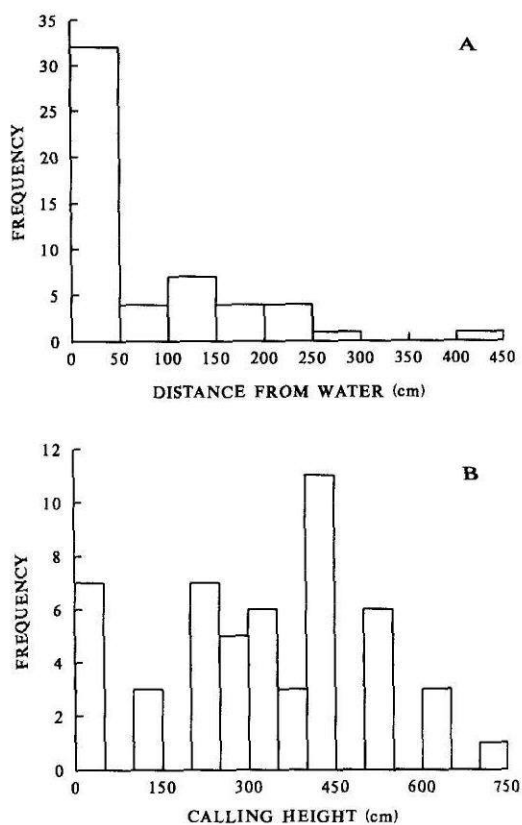 A
35
30
25
20
15
10
5
0
FREQUENCY
0 50 100 150 200 250 300 350 400 450
DISTANCE FROM WATER (cm)
B
12
10
8
6
4
2
0
FREQUENCY
0 150 300 450 600 750
CALLING HEIGHT (cm)